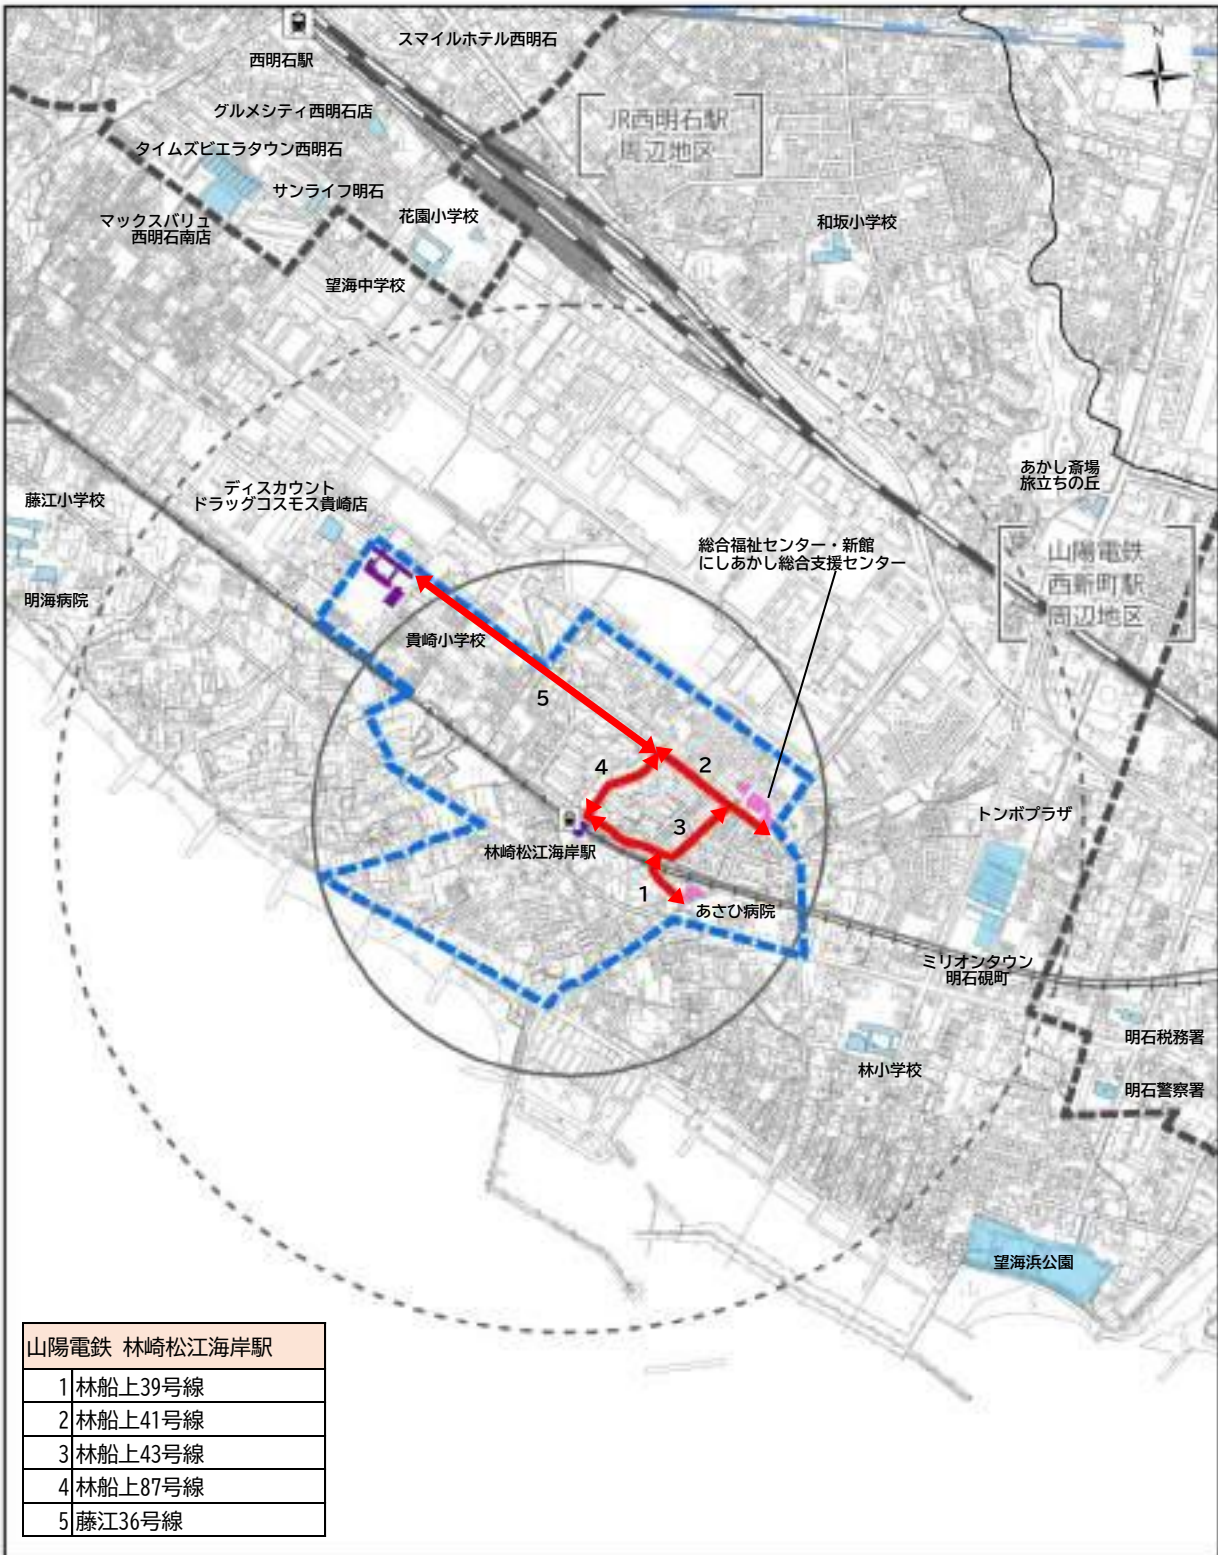 N
スマイルホテル西明石
西明石駅
グルメシティ西明石店
JR西明石駅
周辺地区
タイムズビエラタウン西明石
サンライフ明石
マックスバリュ
西明石南店
花園小学校
和坂小学校
望海中学校
あかし斎場
旅立ちの丘
ディスカウント
ドラッグコスモス貴崎店
藤江小学校
総合福祉センター・新館
にしあかし総合支援センター
山陽電鉄
西新町駅
周辺地区
明海病院
貴崎小学校
5
4
2
3
1
トンボプラザ
林崎松江海岸駅
あさひ病院
ミリオンタウン
明石硯町
明石税務署
林小学校
明石警察署
望海浜公園
山陽電鉄 林崎松江海岸駅
1 林船上39号線
2 林船上41号線
3 林船上43号線
4 林船上87号線
5 藤江36号線